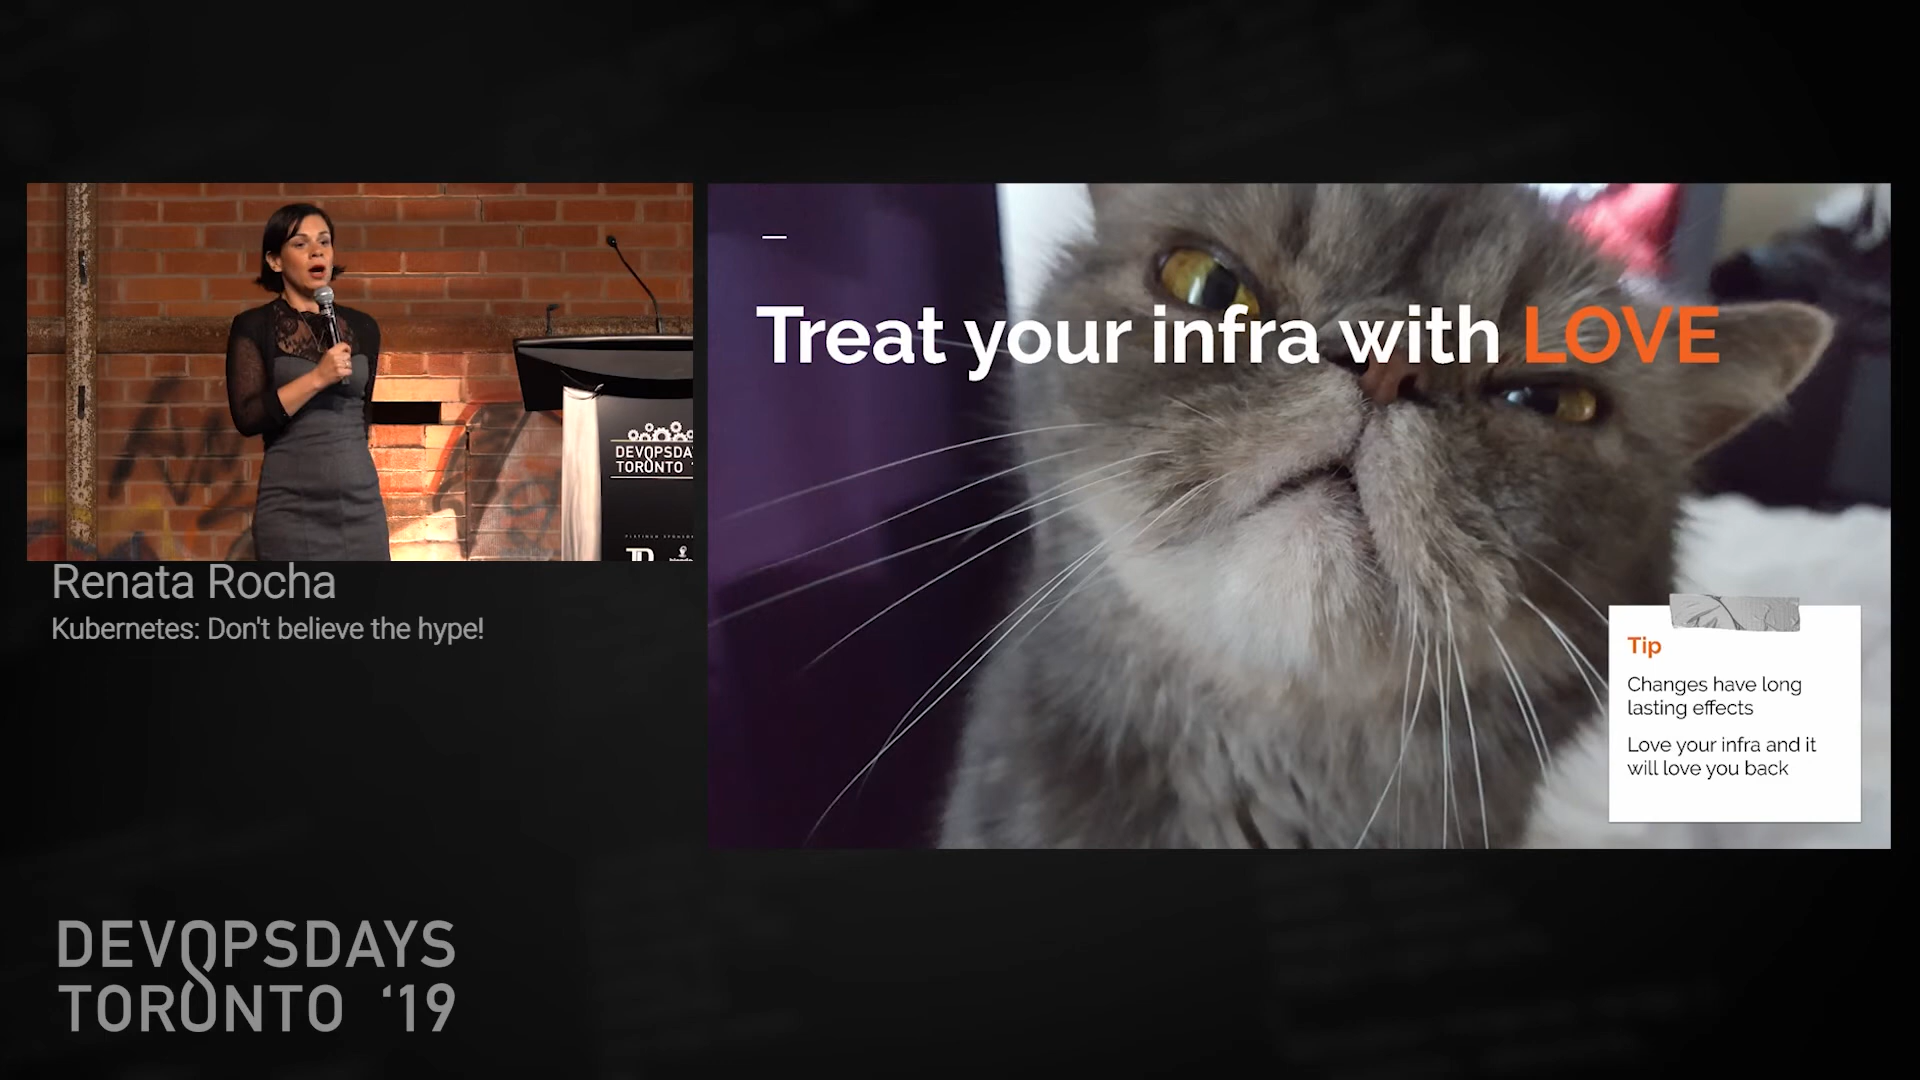 Treat your infra with LOVE
Tip
Changes have long
lasting effects
Love your infra and it
will love you back
DEVOPSDA
TORONTO
Renata Rocha
Kubernetes: Don't believe the hype!
DEVOPSDAYS
TORONTO '19